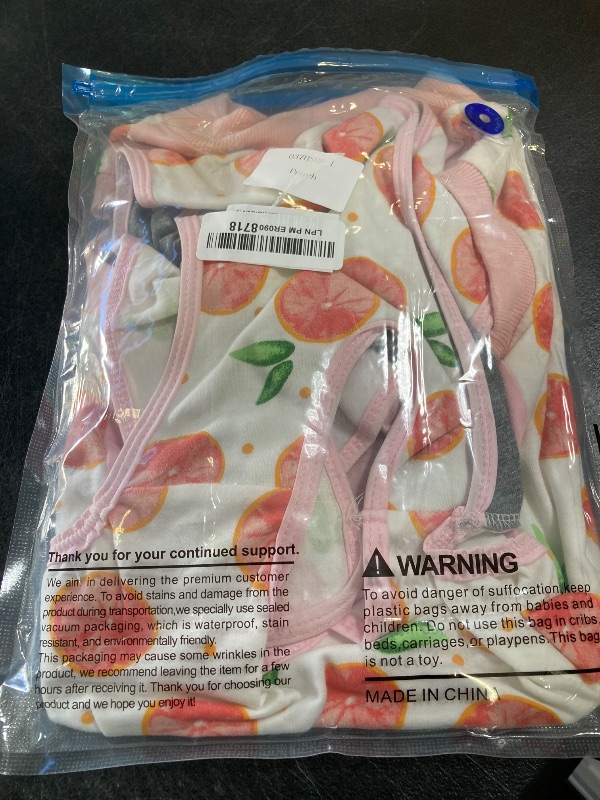 Peach
LPN PM ER0908718
Thank you for your continued support.
We aim in delivering the premium customer
experience. To avoid stains and damage from the
product during transportation,we specially use sealed
vacuum packaging, which is waterproof, stain
resistant, and environmentally friendly.
This packaging may cause some wrinkles in the
product, we recommend leaving the item for a few
hours after receiving it. Thank you for choosing our
product and we hope you enjoy it!
WARNING
To avoid danger of suffocation,keep
plastic bags away from babies and
children. Do not use this bag in cribs,
beds,carriages,or playpens.This bag
is not a toy.
MADE IN CHINA